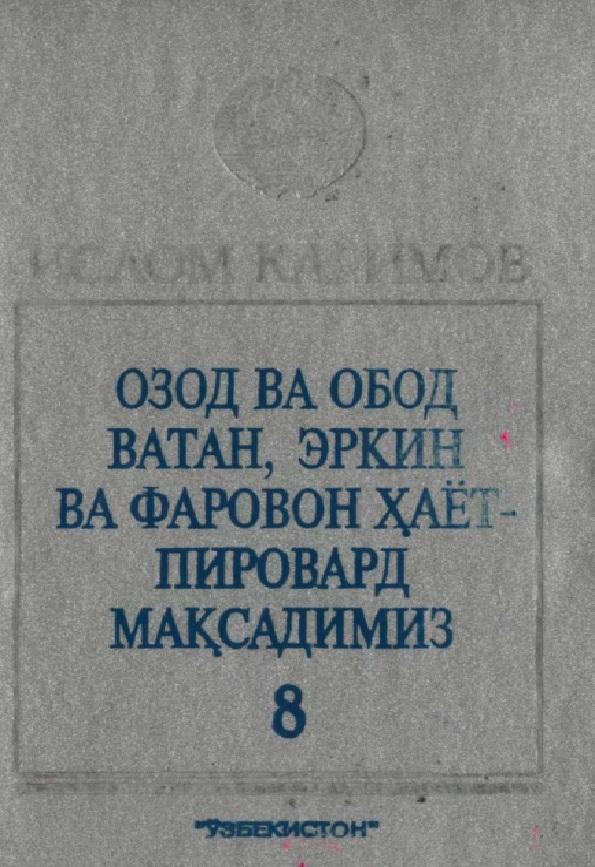 ИСЛОМ КАРИМОВ
ОЗОД ВА ОБОД
ВАТАН, ЭРКИН
ВА ФАРОВОН ҲАЁТ-
ПИРОВАРД
МАҚСАДИМИЗ
8
"ЎЗБЕКИСТОН"